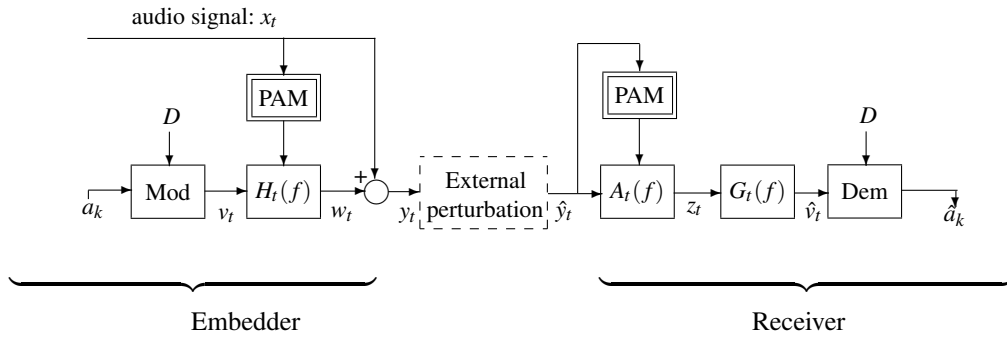 audio signal: x_t
PAM
PAM
D
D
a_k
Mod
v_t
H_t(f)
w_t
+
y_t
External
perturbation
ŷ_t
A_t(f)
z_t
G_t(f)
v̂_t
Dem
â_k
Embedder
Receiver